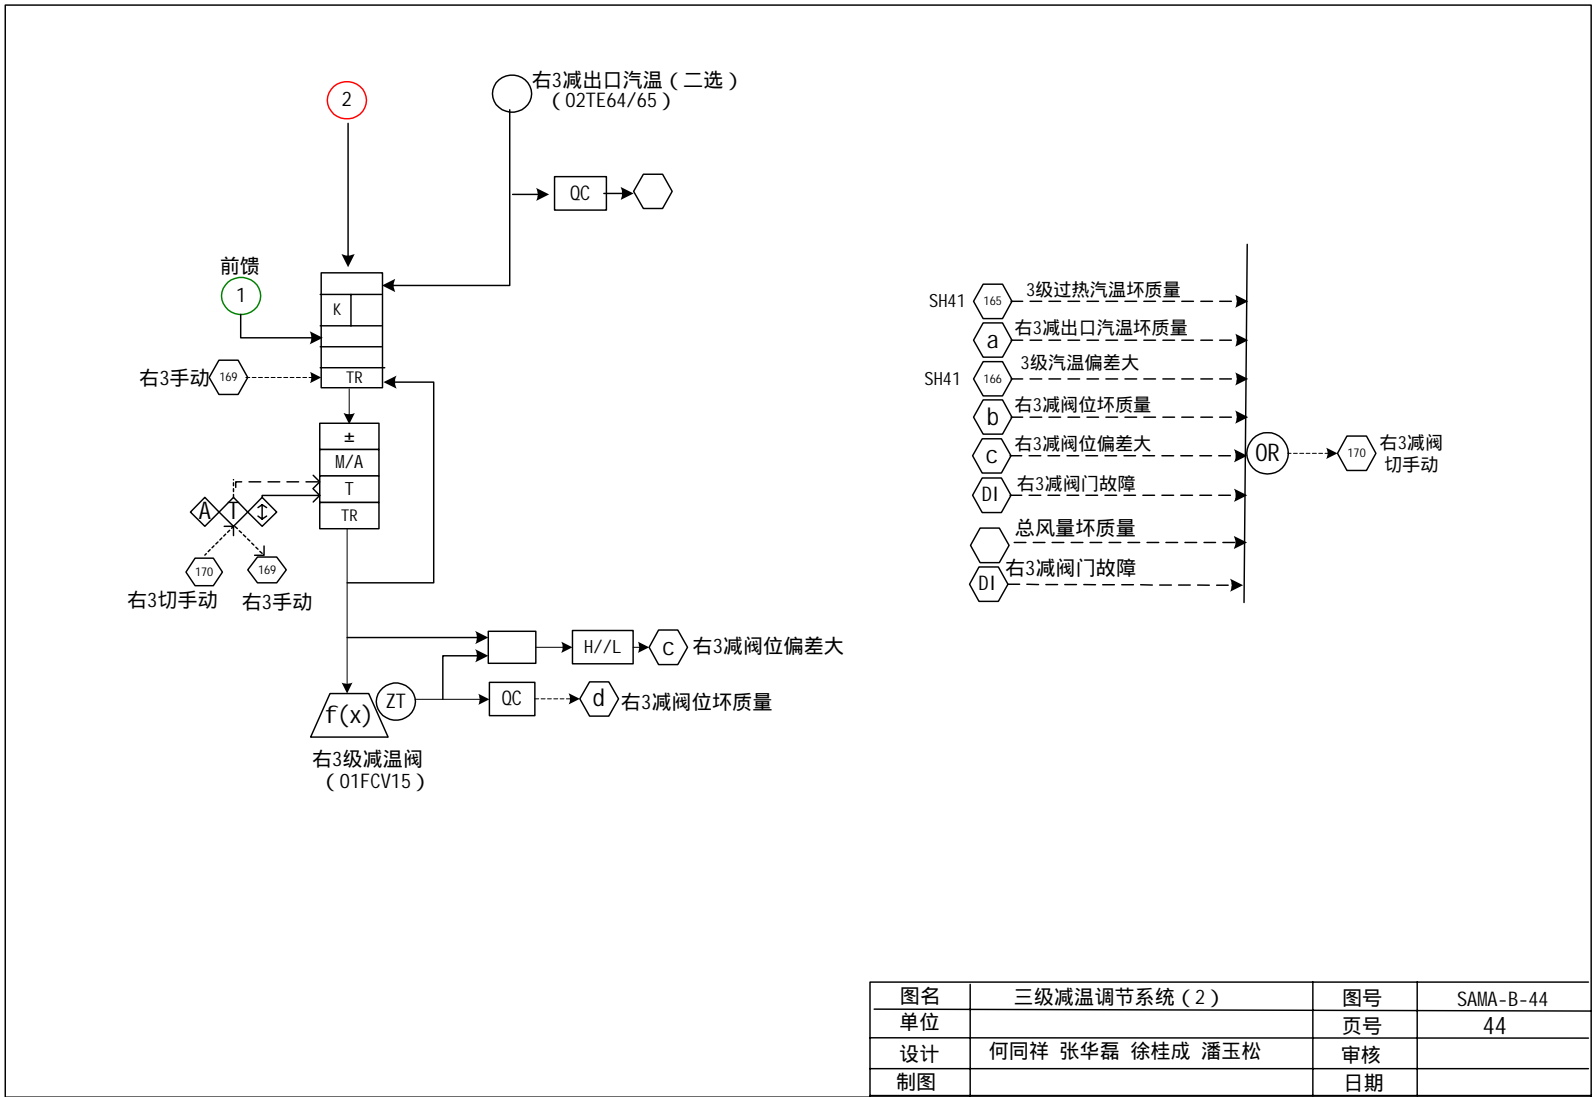 2
右3减出口汽温（二选）
（02TE64/65）
QC
前馈
1
K
右3手动
169
TR
±
M/A
T
TR
A
T
170
169
右3切手动
右3手动
H//L
c
右3减阀位偏差大
f(x)
ZT
QC
d
右3减阀位坏质量
右3级减温阀
（01FCV15）
SH41
165
3级过热汽温坏质量
a
右3减出口汽温坏质量
SH41
166
3级汽温偏差大
b
右3减阀位坏质量
c
右3减阀位偏差大
DI
右3减阀门故障
总风量坏质量
DI
右3减阀门故障
OR
170
右3减阀
切手动
图名 三级减温调节系统（2） 图号 SAMA-B-44
单位 页号 44
设计 何同祥 张华磊 徐桂成 潘玉松 审核
制图 日期